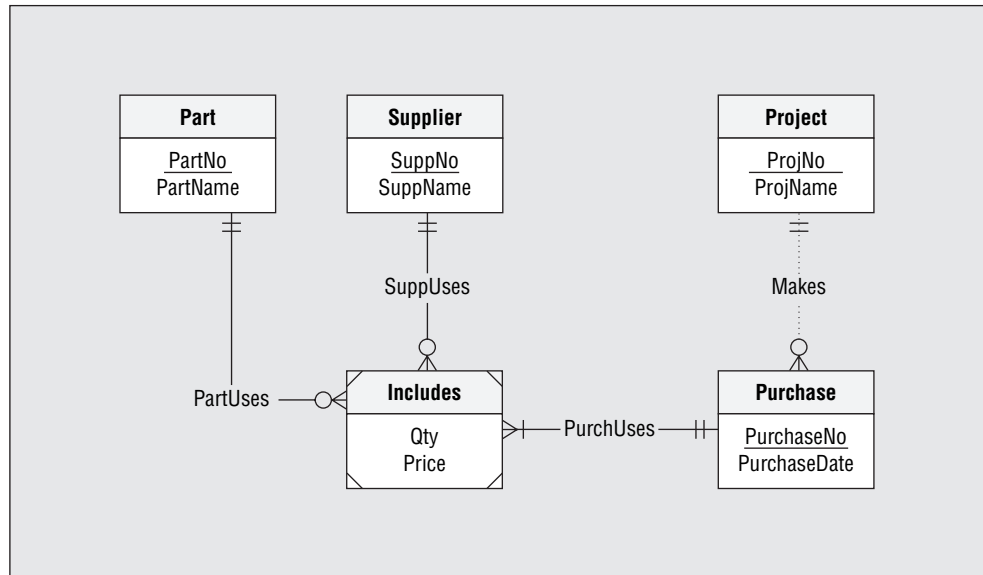 Part
PartNo
PartName
Supplier
SuppNo
SuppName
Project
ProjNo
ProjName
SuppUses
Makes
PartUses
Includes
Qty
Price
PurchUses
Purchase
PurchaseNo
PurchaseDate